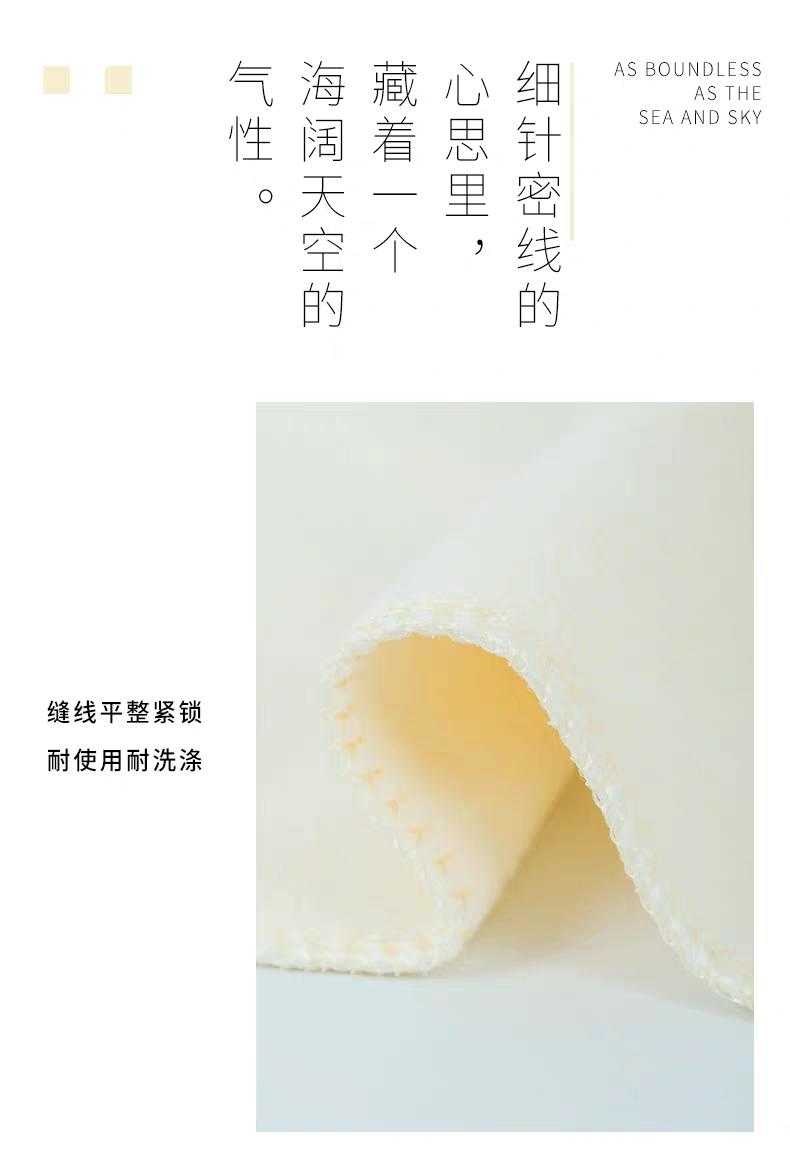 细针密线的
心思里，
藏着一个
海阔天空的
气性。
AS BOUNDLESS
AS THE
SEA AND SKY
缝线平整紧锁
耐使用耐洗涤